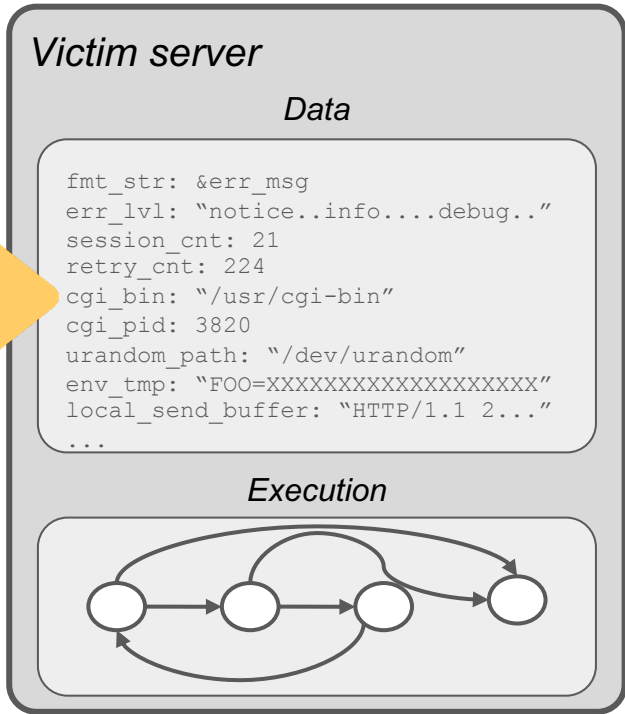 Victim server
Data
fmt_str: &err_msg
err_lvl: “notice..info....debug..”
session_cnt: 21
retry_cnt: 224
cgi_bin: “/usr/cgi-bin”
cgi_pid: 3820
urandom_path: “/dev/urandom”
env_tmp: “FOO=XXXXXXXXXXXXXXXXXXX”
local_send_buffer: “HTTP/1.1 2...”
...
Execution